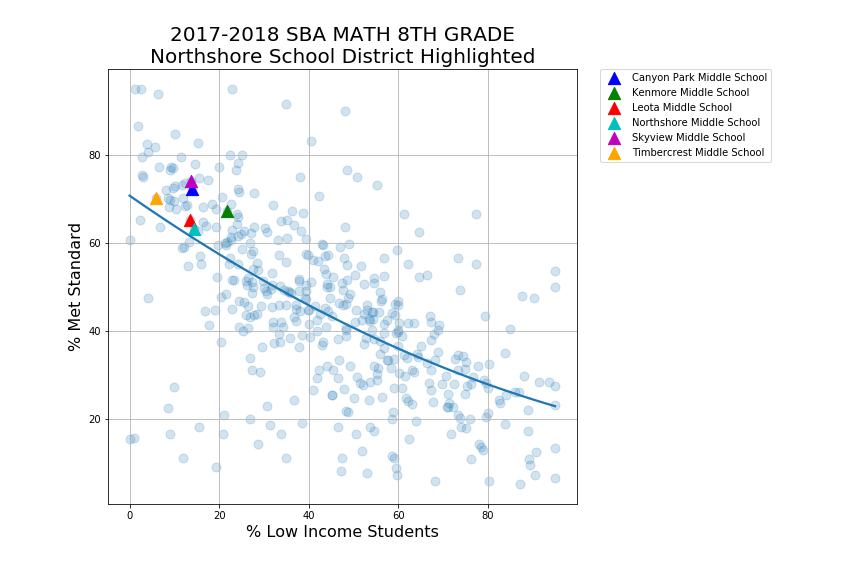 2017-2018 SBA MATH 8TH GRADE
Northshore School District Highlighted
Canyon Park Middle School
Kenmore Middle School
Leota Middle School
Northshore Middle School
Skyview Middle School
Timbercrest Middle School
% Met Standard
80
60
40
20
0
20
40
60
80
% Low Income Students